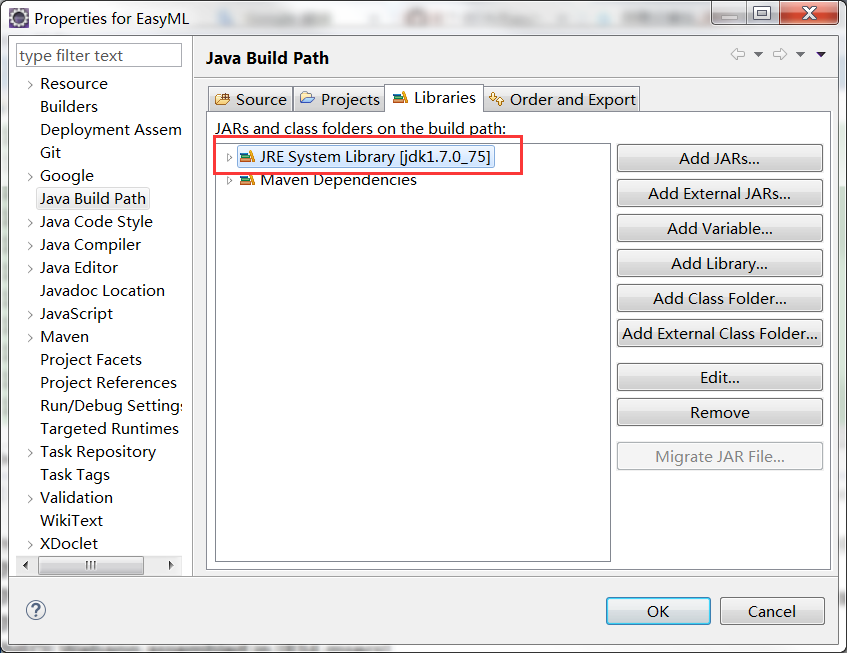 Properties for EasyML
type filter text
Resource
Builders
Deployment Assem
Git
Google
Java Build Path
Java Code Style
Java Compiler
Java Editor
Javadoc Location
JavaScript
Maven
Project Facets
Project References
Run/Debug Settings
Targeted Runtimes
Task Repository
Task Tags
Validation
WikiText
XDoclet
Java Build Path
Source
Projects
Libraries
Order and Export
JARs and class folders on the build path:
JRE System Library [jdk1.7.0_75]
Maven Dependencies
Add JARs...
Add External JARs...
Add Variable...
Add Library...
Add Class Folder...
Add External Class Folder...
Edit...
Remove
Migrate JAR File...
OK
Cancel